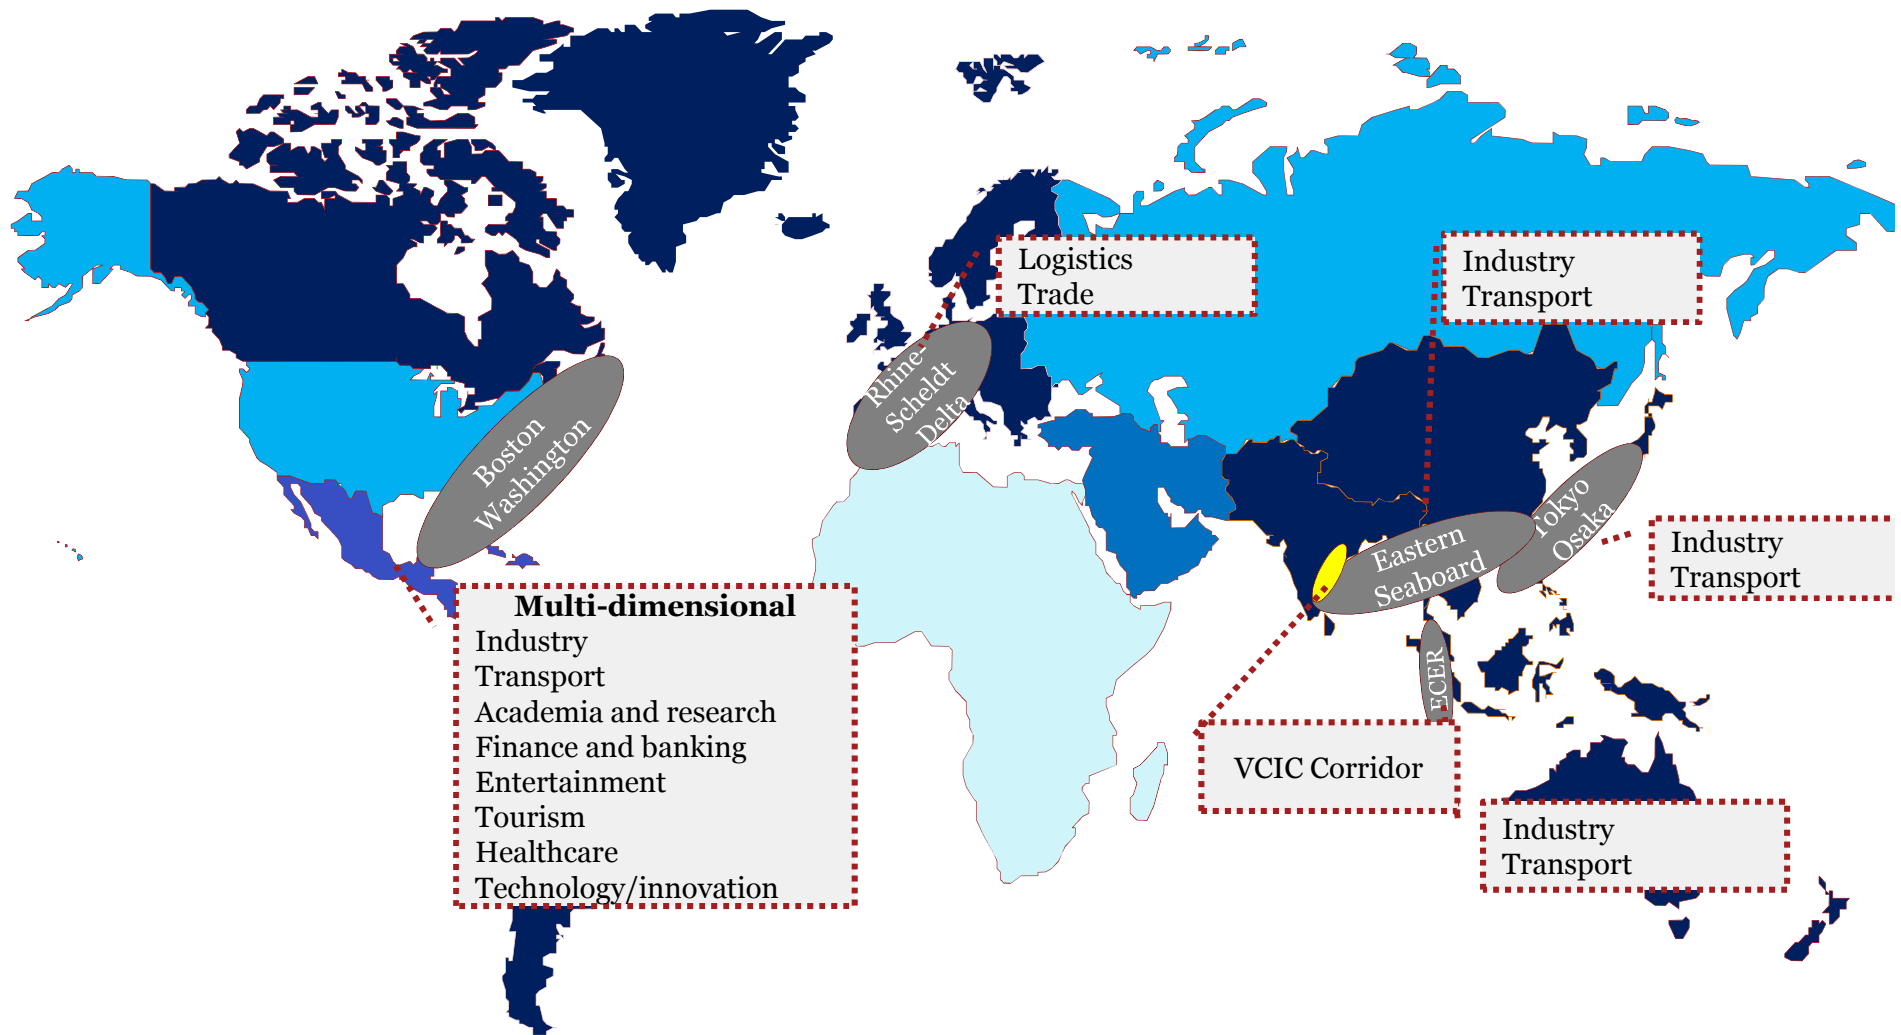 Logistics
Trade
Industry
Transport
Rhine-
Scheldt
Delta
Boston
Washington
Tokyo
Osaka
Eastern
Seaboard
Industry
Transport
Multi-dimensional
Industry
Transport
Academia and research
Finance and banking
Entertainment
Tourism
Healthcare
Technology/innovation
ECER
VCIC Corridor
Industry
Transport